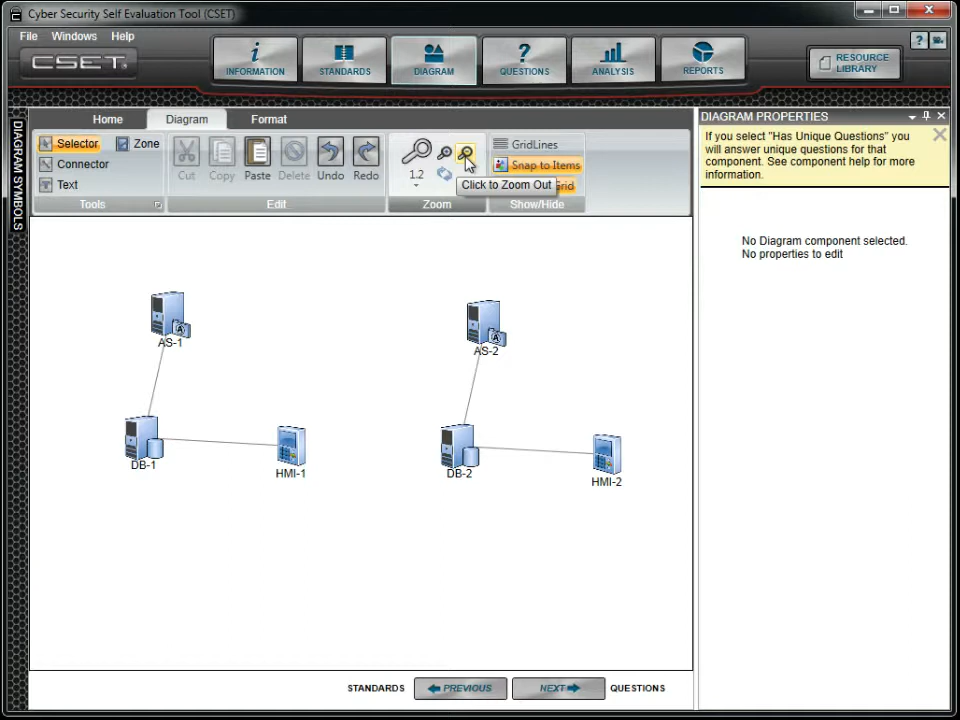 Cyber Security Self Evaluation Tool (CSET)
File Windows Help
CSET
INFORMATION
STANDARDS
DIAGRAM
QUESTIONS
ANALYSIS
REPORTS
RESOURCE
LIBRARY
DIAGRAM SYMBOLS
Home Diagram Format
Selector Zone
Connector
Text
Tools
Cut Copy Paste Delete Undo Redo
Edit
1.2
Zoom
GridLines
Snap to Items
Grid
Show/Hide
Click to Zoom Out
DIAGRAM PROPERTIES
If you select "Has Unique Questions" you
will answer unique questions for that
component. See component help for more
information.
No Diagram component selected.
No properties to edit
AS-1
AS-2
DB-1
HMI-1
DB-2
HMI-2
STANDARDS PREVIOUS NEXT QUESTIONS